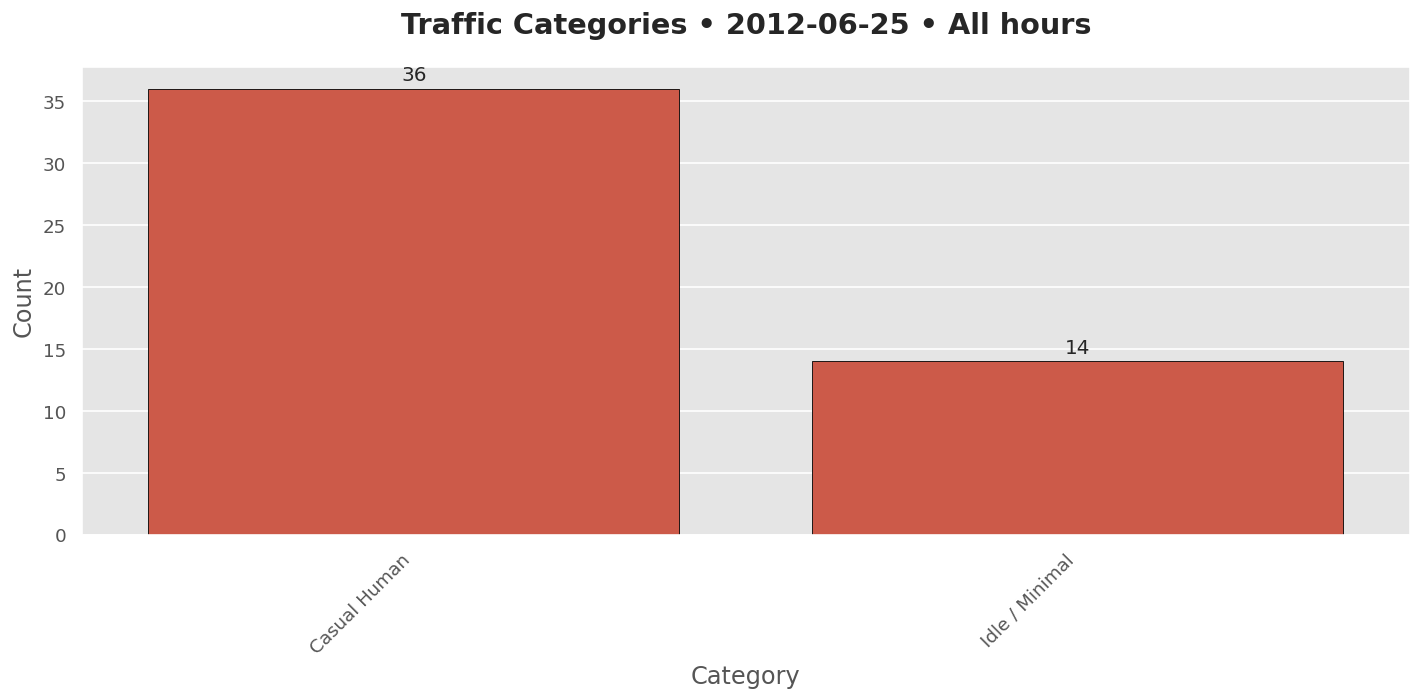 Traffic Categories • 2012-06-25 • All hours
36
35
30
25
20
15
14
10
5
0
Count
Casual Human
Idle / Minimal
Category